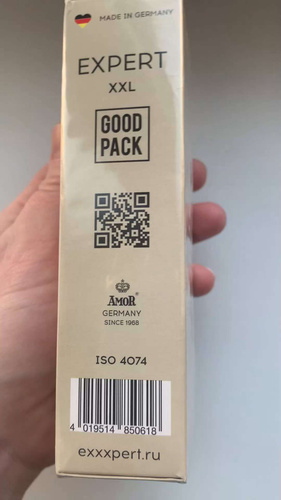 MADE IN GERMANY
EXPERT
XXL
GOOD
PACK
AMOR
GERMANY
SINCE 1968
ISO 4074
4 019514 850618
exxxpert.ru